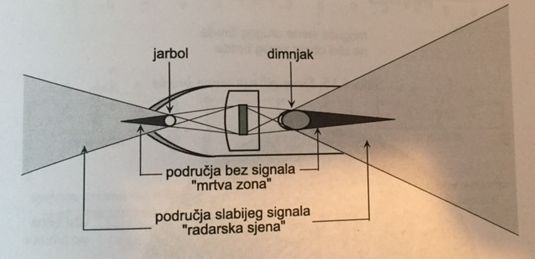 jarbol
dimnjak
područja bez signala
"mrtva zona"
područja slabijeg signala
"radarska sjena"